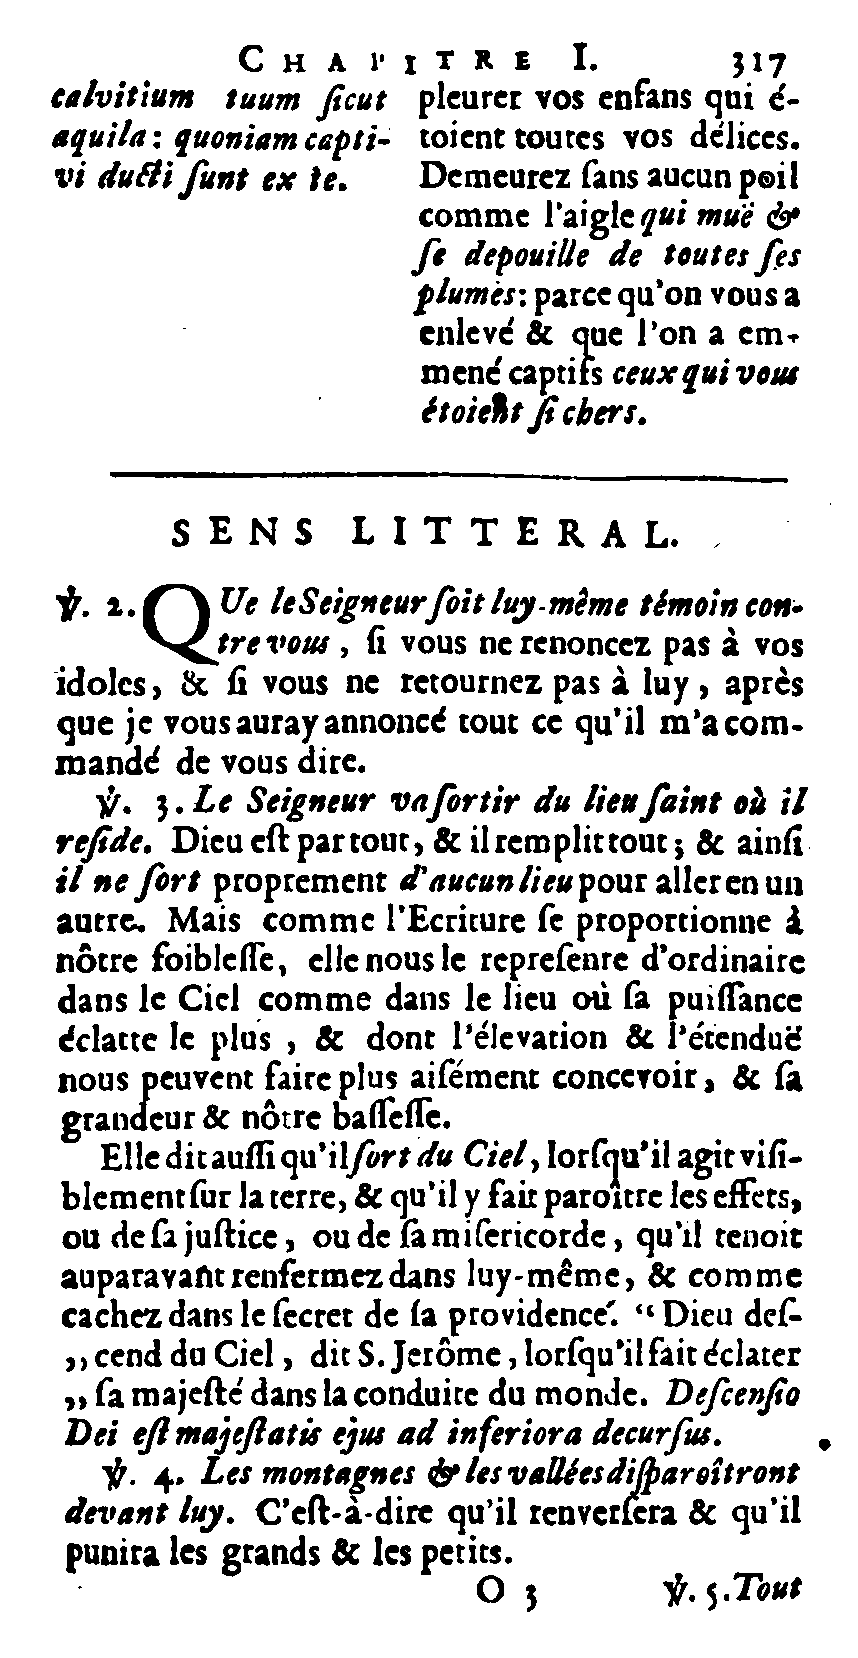 CHAPITRE I. 317
calvitium tuum ſicut
aquila: quoniam capti-
vi ducti ſunt ex te.
pleurer vos enfans qui é-
toient toutes vos délices.
Demeurez ſans aucun poil
comme l'aigle qui muë &
ſe depouille de toutes ſes
plumes: parce qu'on vous a
enlevé & que l'on a em-
mené captifs ceux qui vous
étoient ſi chers.
SENS LITTERAL.
℣. 2. QUe le Seigneur ſoit luy-même témoin con-
tre vous, ſi vous ne renoncez pas à vos
idoles, & ſi vous ne retournez pas à luy, après
que je vous auray annoncé tout ce qu'il m'a com-
mandé de vous dire.
℣. 3. Le Seigneur va ſortir du lieu ſaint où il
reſide. Dieu eſt par tout, & il remplit tout; & ainſi
il ne ſort proprement d'aucun lieu pour aller en un
autre. Mais comme l'Ecriture ſe proportionne à
nôtre foibleſſe, elle nous le repreſente d'ordinaire
dans le Ciel comme dans le lieu où ſa puiſſance
éclatte le plus, & dont l'élevation & l'étenduë
nous peuvent faire plus aiſément concevoir, & ſa
grandeur & nôtre baſſeſſe.
Elle dit auſſi qu'il ſort du Ciel, lorſqu'il agit viſi-
blement ſur la terre, & qu'il y fait paroître les effets,
ou de ſa juſtice, ou de ſa miſericorde, qu'il tenoit
auparavant renfermez dans luy-même, & comme
cachez dans le ſecret de ſa providence. “ Dieu deſ-
„ cend du Ciel, dit S. Jerôme, lorſqu'il fait éclater
„ ſa majeſté dans la conduite du monde. Deſcenſio
Dei eſt majeſtatis ejus ad inferiora decurſus.
℣. 4. Les montagnes & les vallées diſparoîtront
devant luy. C'eſt-à-dire qu'il renverſera & qu'il
punira les grands & les petits.
O 3 ℣. 5. Tout